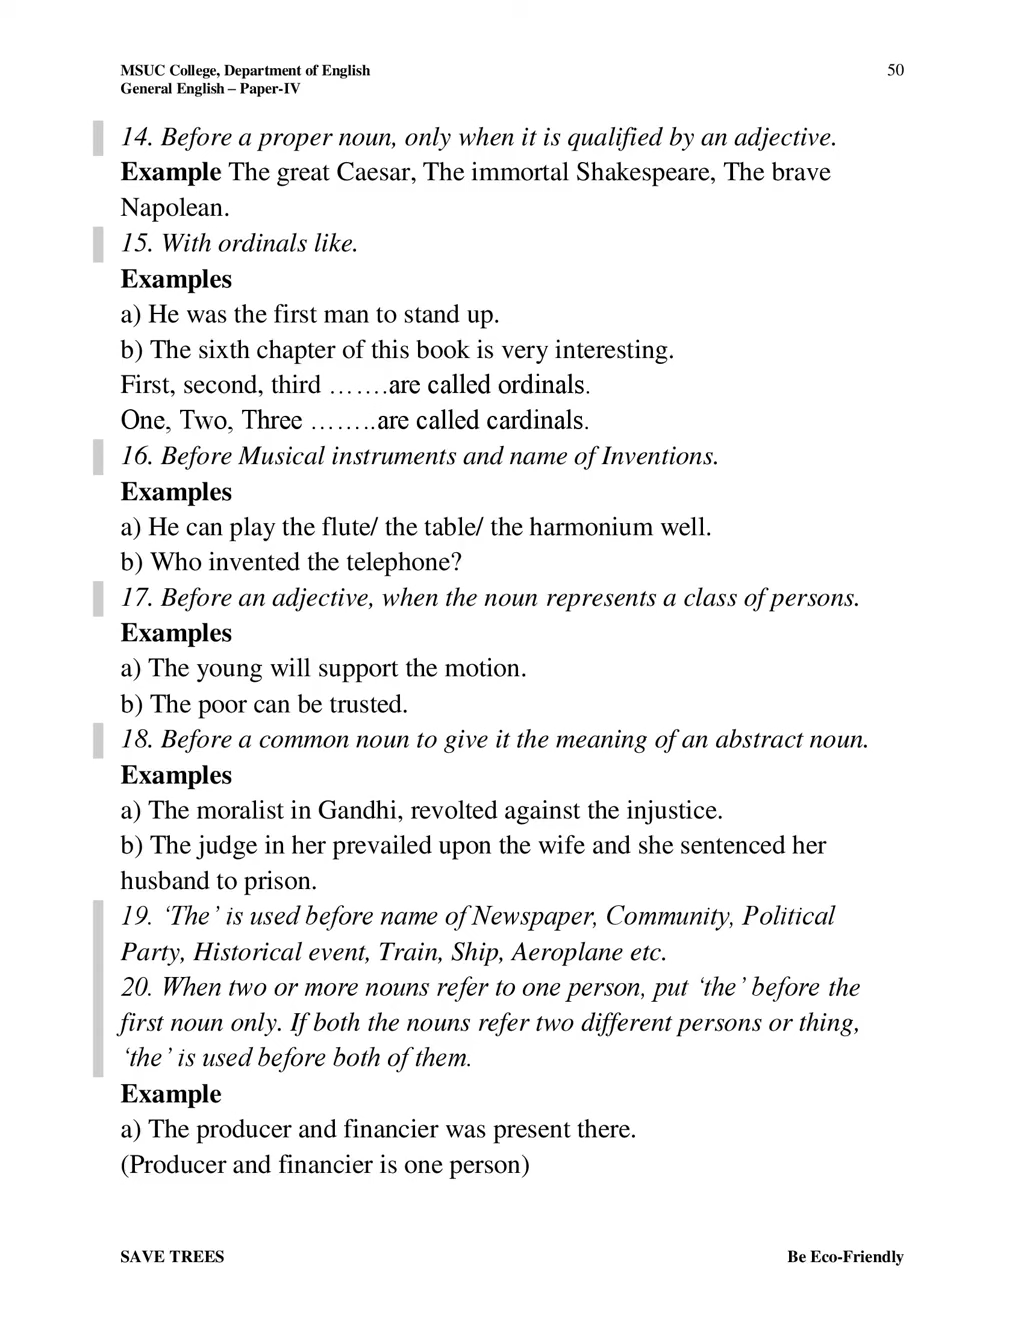 MSUC College, Department of English 50
General English – Paper-IV
14. Before a proper noun, only when it is qualified by an adjective.
Example The great Caesar, The immortal Shakespeare, The brave
Napolean.
15. With ordinals like.
Examples
a) He was the first man to stand up.
b) The sixth chapter of this book is very interesting.
First, second, third …….are called ordinals.
One, Two, Three ……..are called cardinals.
16. Before Musical instruments and name of Inventions.
Examples
a) He can play the flute/ the table/ the harmonium well.
b) Who invented the telephone?
17. Before an adjective, when the noun represents a class of persons.
Examples
a) The young will support the motion.
b) The poor can be trusted.
18. Before a common noun to give it the meaning of an abstract noun.
Examples
a) The moralist in Gandhi, revolted against the injustice.
b) The judge in her prevailed upon the wife and she sentenced her
husband to prison.
19. ‘The’ is used before name of Newspaper, Community, Political
Party, Historical event, Train, Ship, Aeroplane etc.
20. When two or more nouns refer to one person, put ‘the’ before the
first noun only. If both the nouns refer two different persons or thing,
‘the’ is used before both of them.
Example
a) The producer and financier was present there.
(Producer and financier is one person)
SAVE TREES Be Eco-Friendly